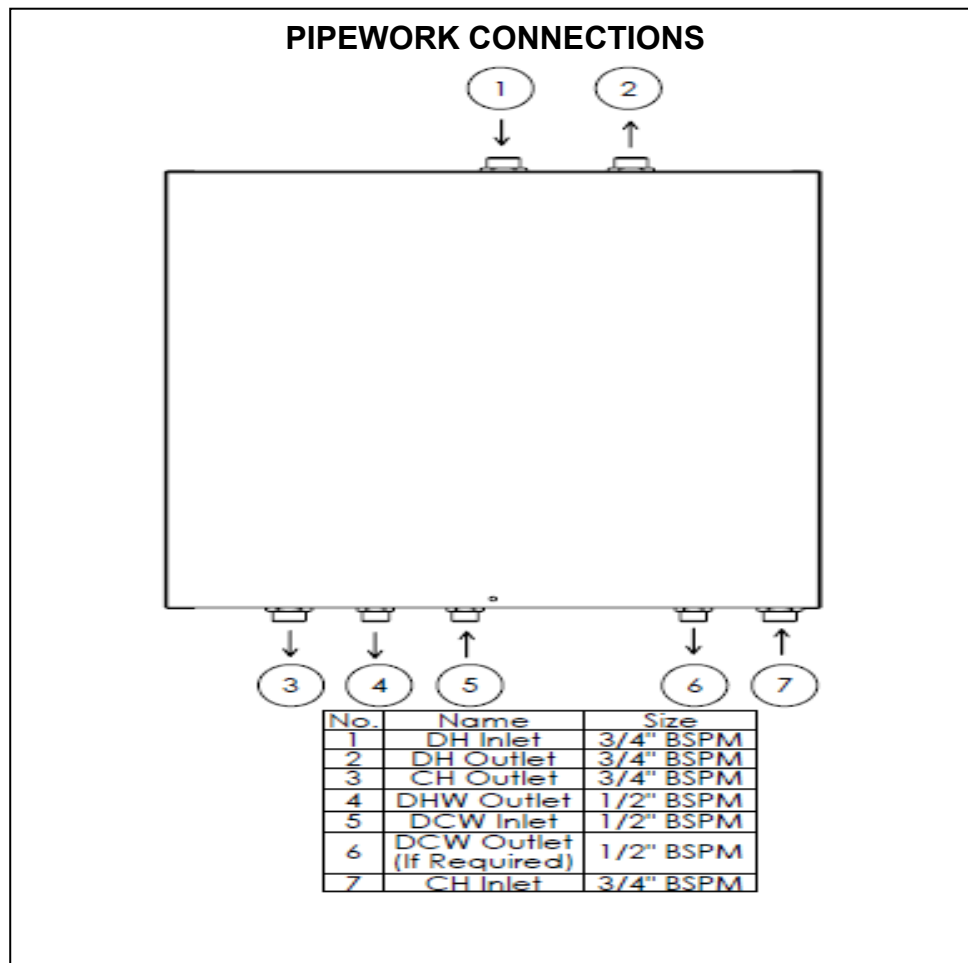 PIPEWORK CONNECTIONS
1 2
3 4 5 6 7
No. Name Size
1 DH Inlet 3/4" BSPM
2 DH Outlet 3/4" BSPM
3 CH Outlet 3/4" BSPM
4 DHW Outlet 1/2" BSPM
5 DCW Inlet 1/2" BSPM
6 DCW Outlet (If Required) 1/2" BSPM
7 CH Inlet 3/4" BSPM